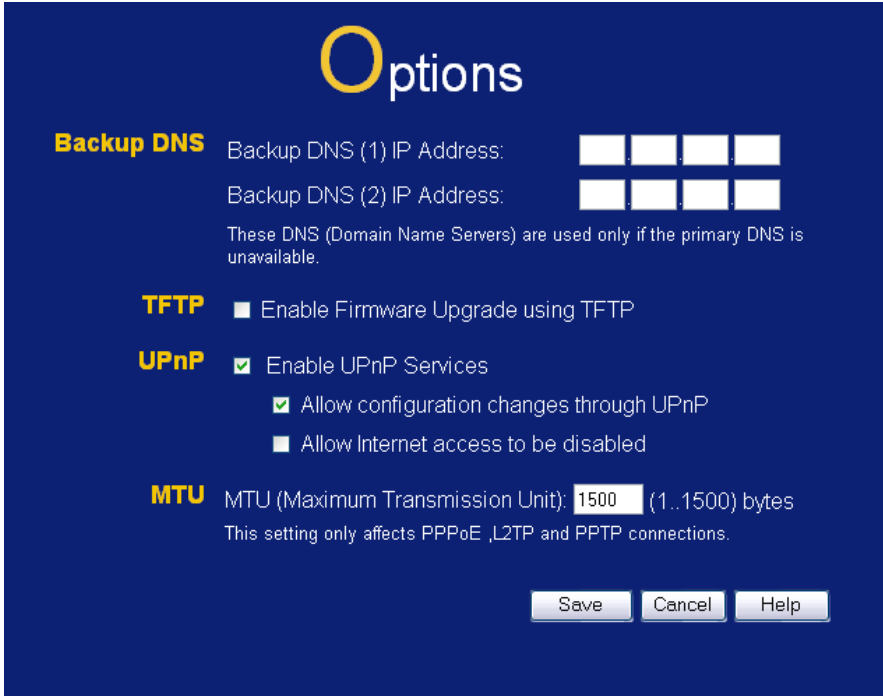 Options
Backup DNS
Backup DNS (1) IP Address: . . .
Backup DNS (2) IP Address: . . .
These DNS (Domain Name Servers) are used only if the primary DNS is
unavailable.
TFTP
Enable Firmware Upgrade using TFTP
UPnP
Enable UPnP Services
Allow configuration changes through UPnP
Allow Internet access to be disabled
MTU
MTU (Maximum Transmission Unit): 1500 (1..1500) bytes
This setting only affects PPPoE ,L2TP and PPTP connections.
Save Cancel Help